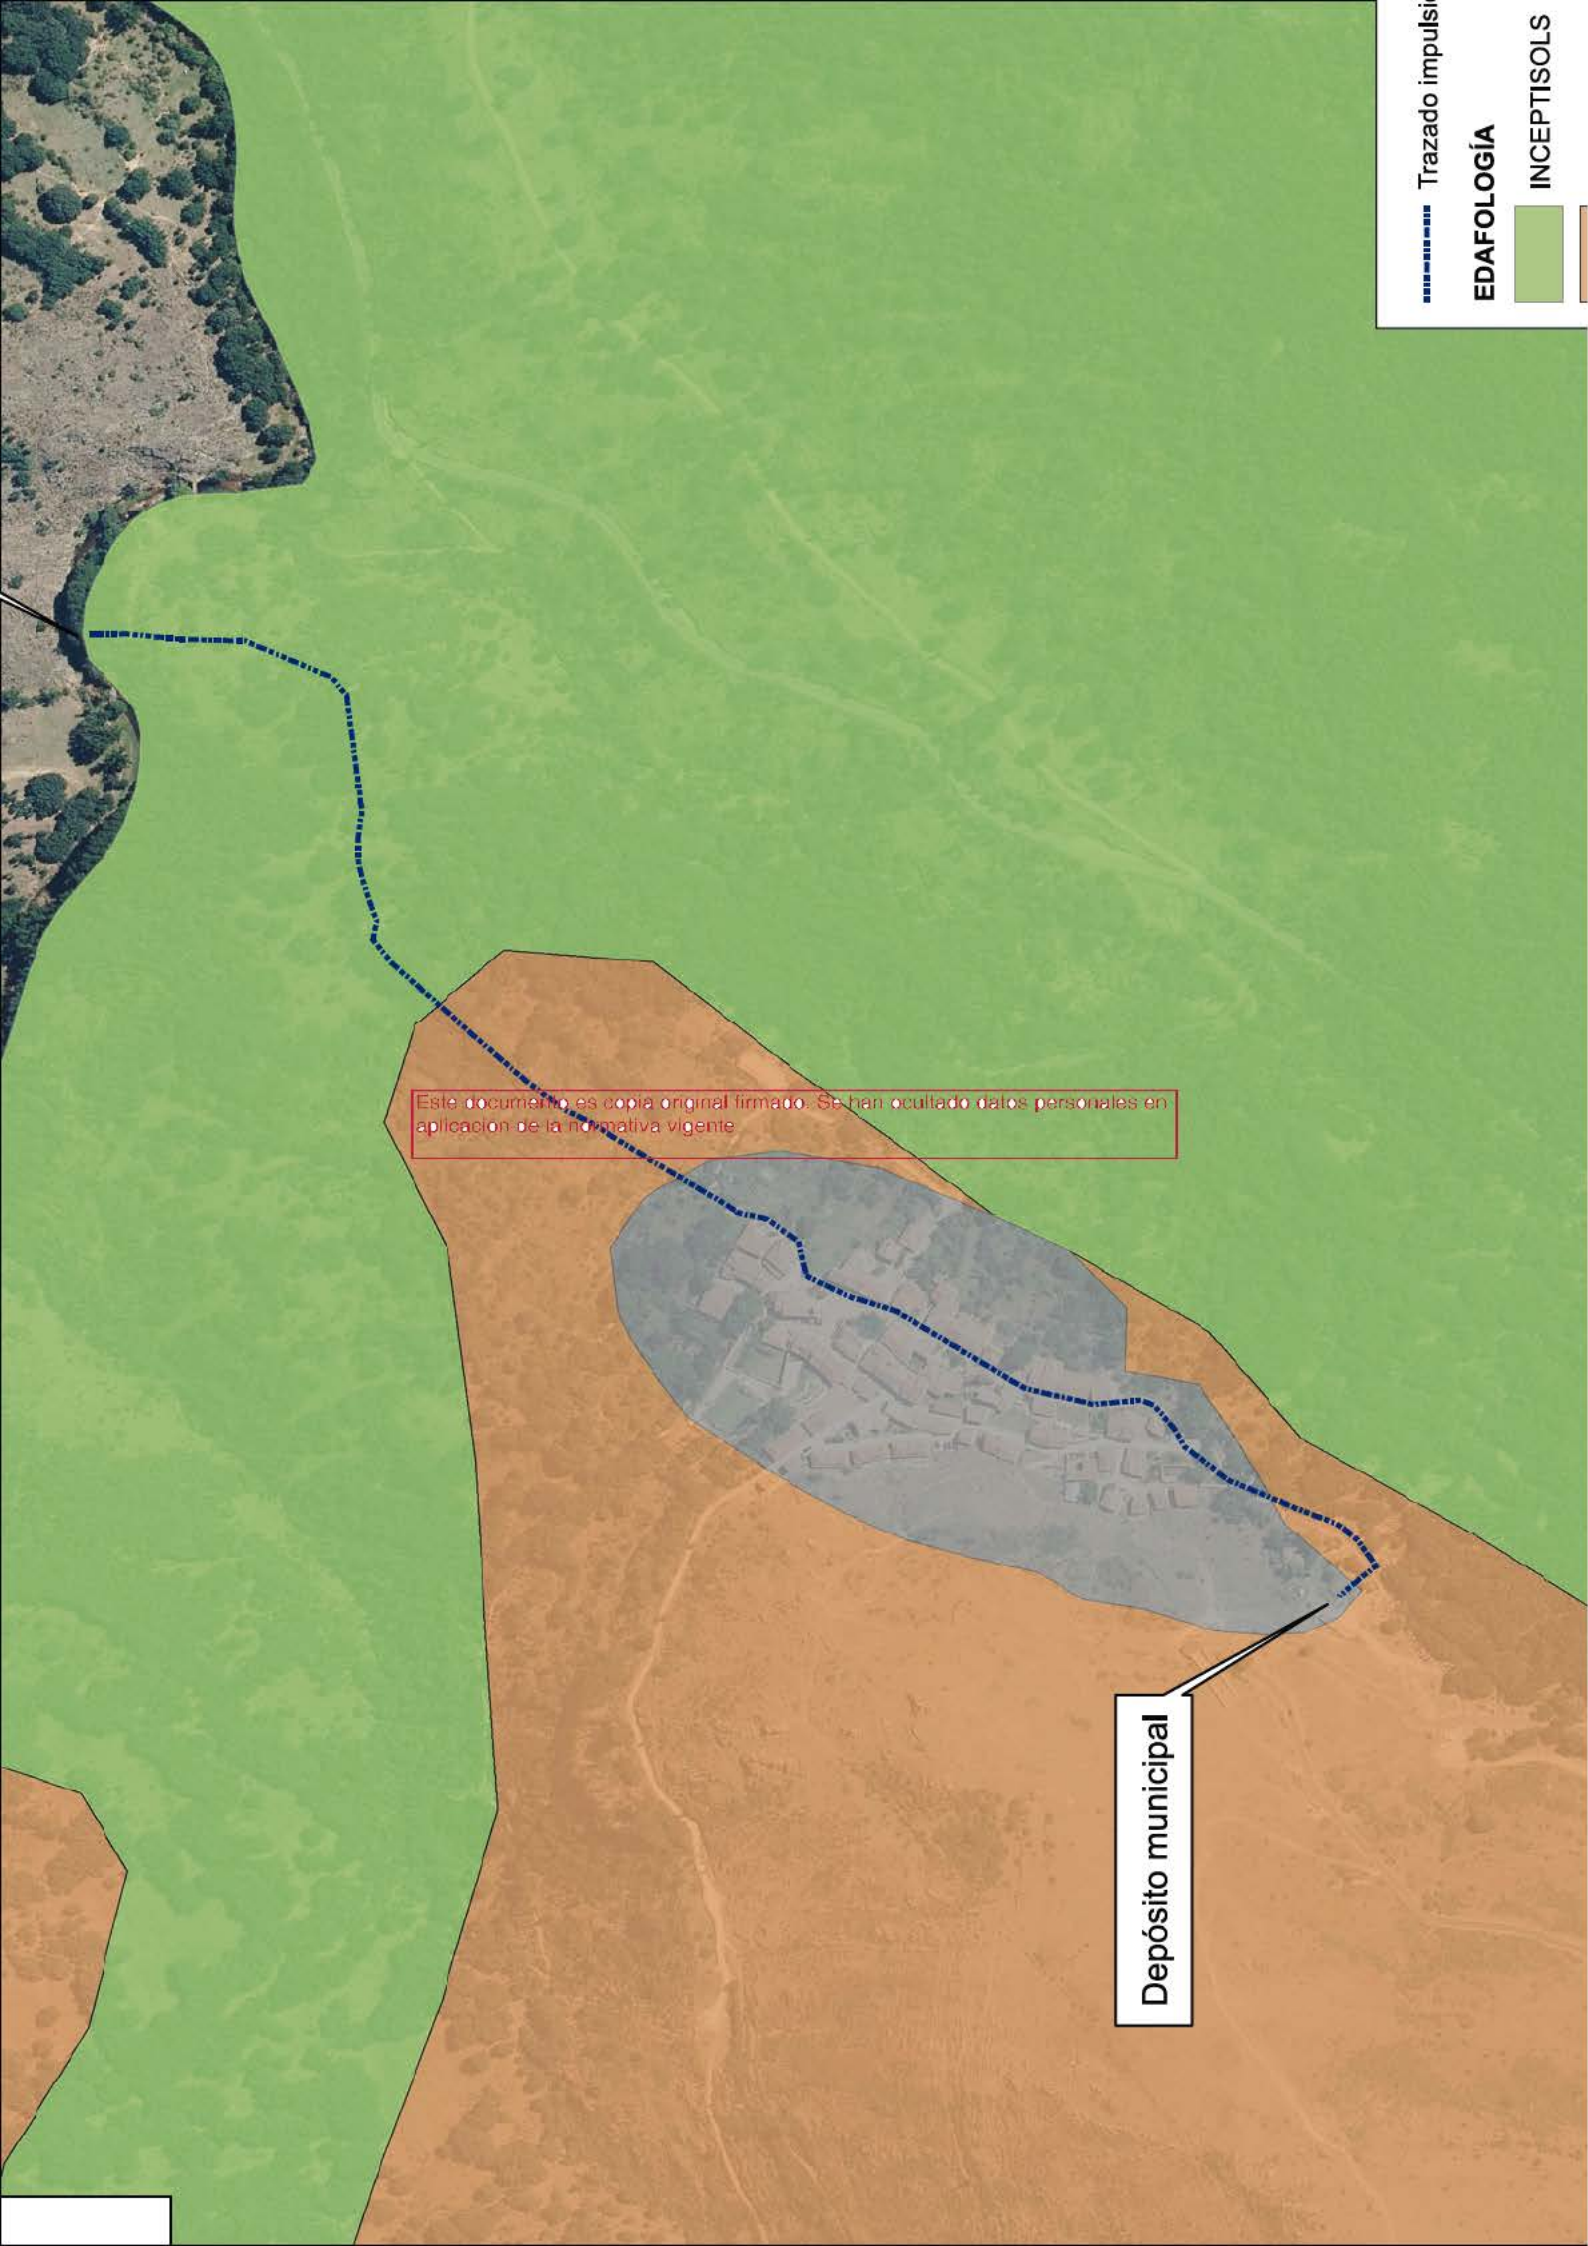 Trazado impulsi
EDAFOLOGÍA
INCEPTISOLS
Este documento es copia original firmado. Se han ocultado datos personales en
aplicación de la normativa vigente
Depósito municipal